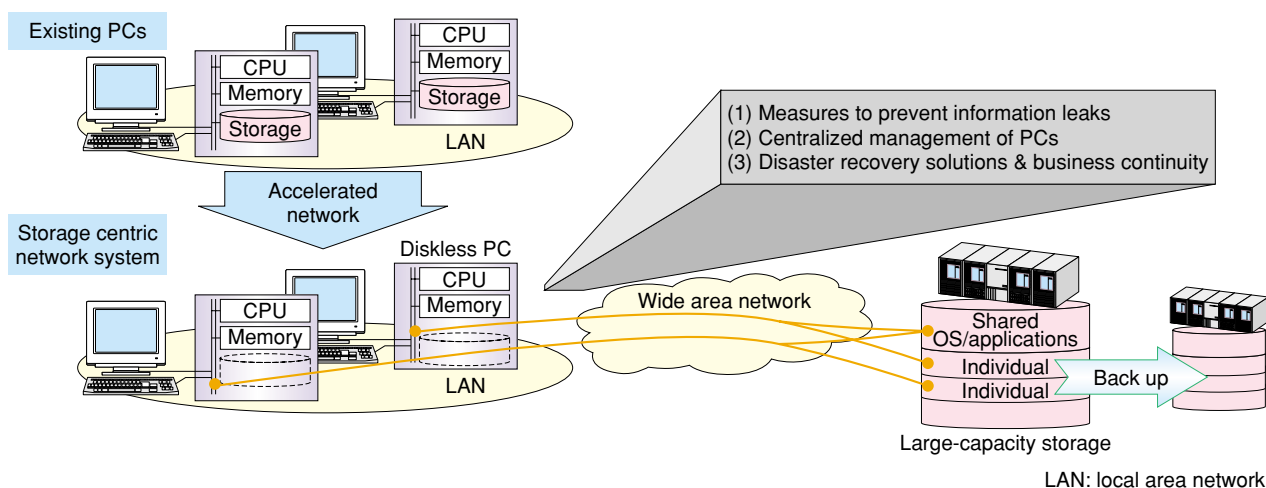 Existing PCs
CPU
Memory
Storage
CPU
Memory
Storage
LAN
Accelerated
network
(1) Measures to prevent information leaks
(2) Centralized management of PCs
(3) Disaster recovery solutions & business continuity
Storage centric
network system
Diskless PC
CPU
Memory
CPU
Memory
LAN
Wide area network
Shared
OS/applications
Individual
Individual
Back up
Large-capacity storage
LAN: local area network